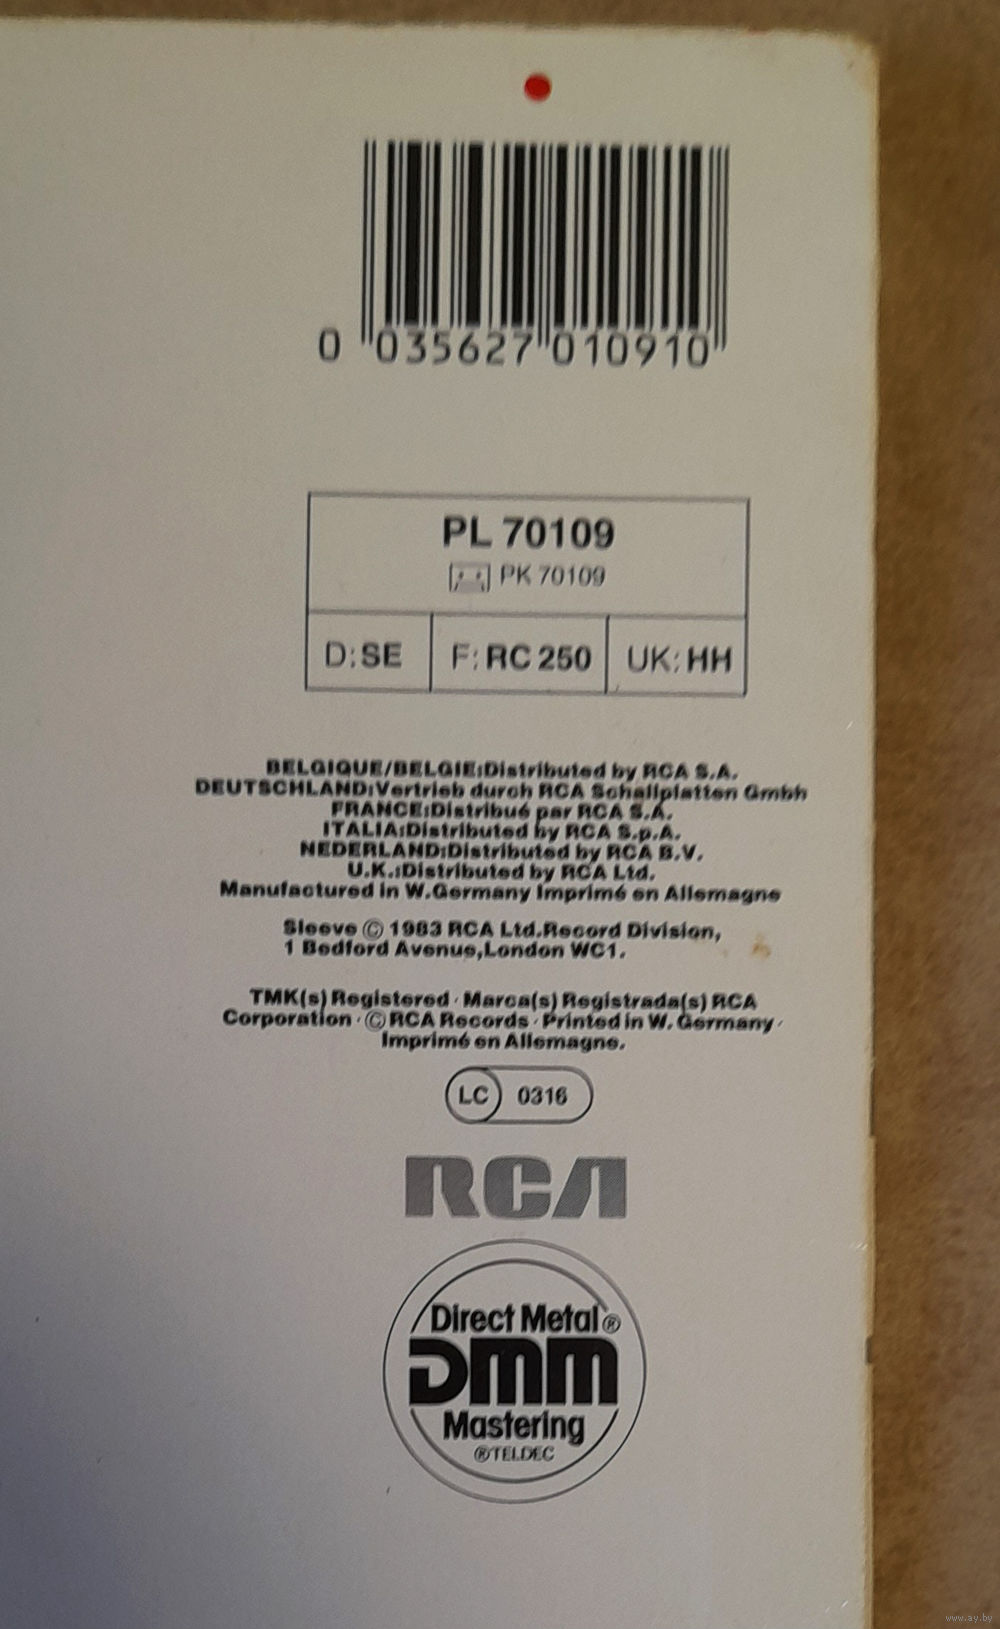 0 035627 010910
PL 70109
PK 70109
D: SE F: RC 250 UK: HH
BELGIQUE/BELGIE:Distributed by RCA S.A.
DEUTSCHLAND:Vertrieb durch RCA Schallplatten Gmbh
FRANCE:Distribué par RCA S.A.
ITALIA:Distributed by RCA S.p.A.
NEDERLAND:Distributed by RCA B.V.
U.K.:Distributed by RCA Ltd.
Manufactured in W.Germany Imprimé en Allemagne
Sleeve © 1983 RCA Ltd.Record Division,
1 Bedford Avenue,London WC1.
TMK(s) Registered · Marca(s) Registrada(s) RCA
Corporation · © RCA Records · Printed in W. Germany ·
Imprimé en Allemagne.
LC 0316
RCA
Direct Metal®
DMM
Mastering
®TELDEC
www.ay.by